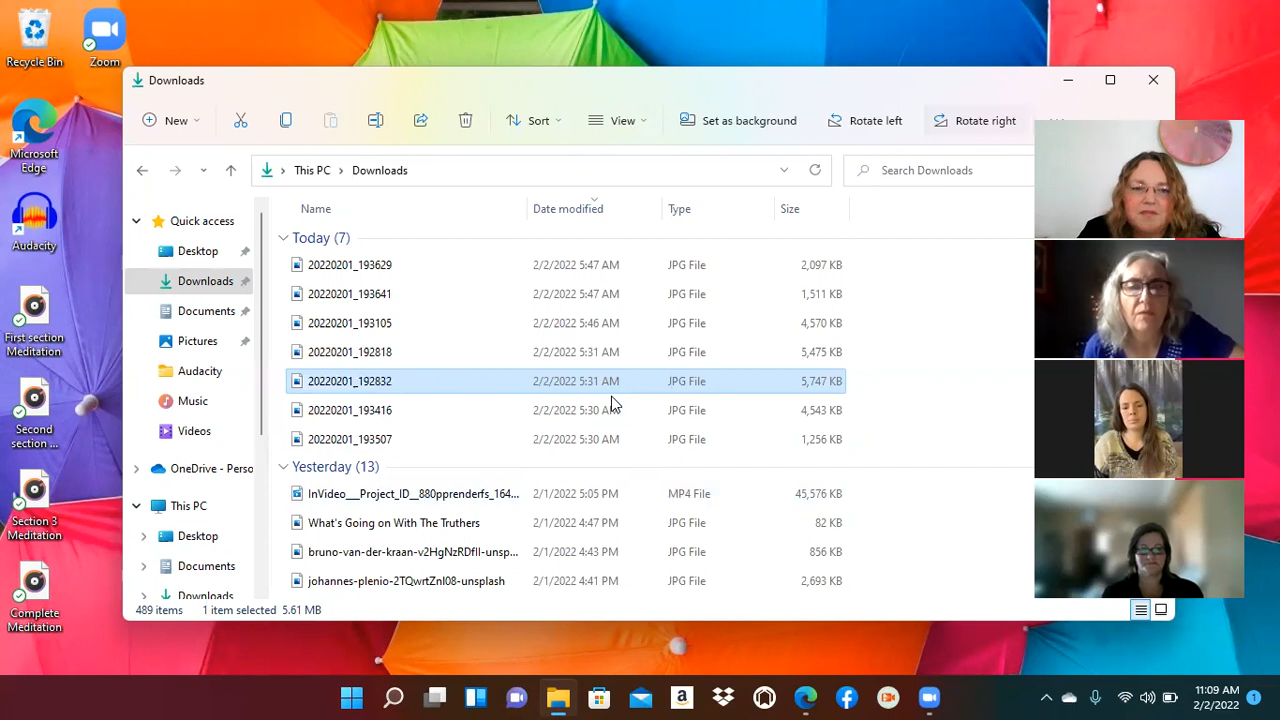 Recycle Bin
Zoom
Microsoft
Edge
Audacity
First section
Meditation
Second
section ...
Section 3
Meditation
Complete
Meditation
Downloads
New
Sort
View
Set as background
Rotate left
Rotate right
This PC > Downloads
Search Downloads
Quick access
Desktop
Downloads
Documents
Pictures
Audacity
Music
Videos
OneDrive - Perso
This PC
Desktop
Documents
Downloads
Name Date modified Type Size
Today (7)
20220201_193629 2/2/2022 5:47 AM JPG File 2,097 KB
20220201_193641 2/2/2022 5:47 AM JPG File 1,511 KB
20220201_193105 2/2/2022 5:46 AM JPG File 4,570 KB
20220201_192818 2/2/2022 5:31 AM JPG File 5,475 KB
20220201_192832 2/2/2022 5:31 AM JPG File 5,747 KB
20220201_193416 2/2/2022 5:30 AM JPG File 4,543 KB
20220201_193507 2/2/2022 5:30 AM JPG File 1,256 KB
Yesterday (13)
InVideo___Project_ID__880pprenderfs_164... 2/1/2022 5:05 PM MP4 File 45,576 KB
What's Going on With The Truthers 2/1/2022 4:47 PM JPG File 82 KB
bruno-van-der-kraan-v2HgNzRDfII-unsp... 2/1/2022 4:43 PM JPG File 856 KB
johannes-plenio-2TQwrtZnI08-unsplash 2/1/2022 4:41 PM JPG File 2,693 KB
489 items 1 item selected 5.61 MB
11:09 AM
2/2/2022
1